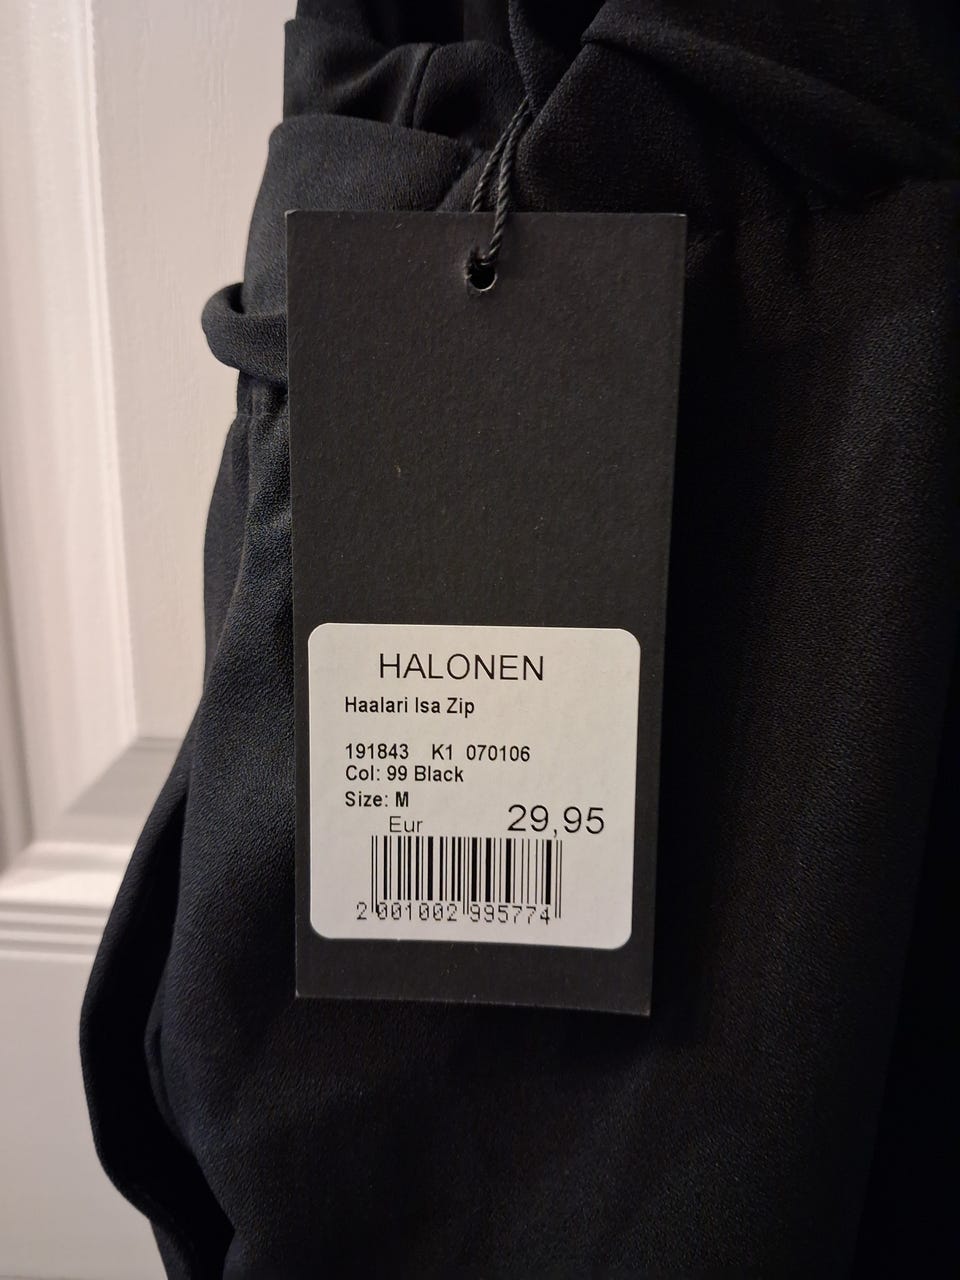 HALONEN
Haalari Isa Zip
191843 K1 070106
Col: 99 Black
Size: M
Eur 29,95
2 001002 995774